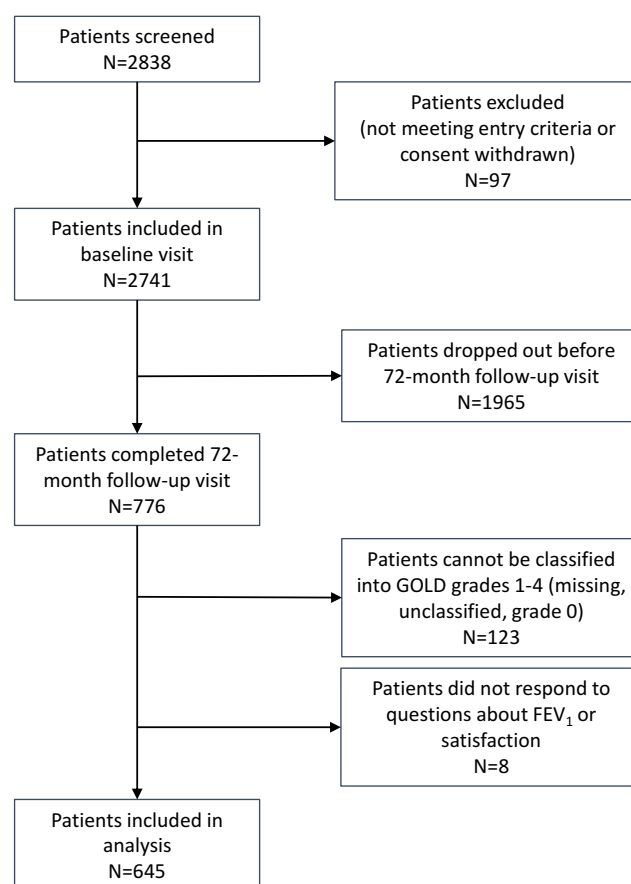 Patients screened
N=2838
Patients excluded
(not meeting entry criteria or
consent withdrawn)
N=97
Patients included in
baseline visit
N=2741
Patients dropped out before
72-month follow-up visit
N=1965
Patients completed 72-
month follow-up visit
N=776
Patients cannot be classified
into GOLD grades 1-4 (missing,
unclassified, grade 0)
N=123
Patients did not respond to
questions about FEV₁ or
satisfaction
N=8
Patients included in
analysis
N=645